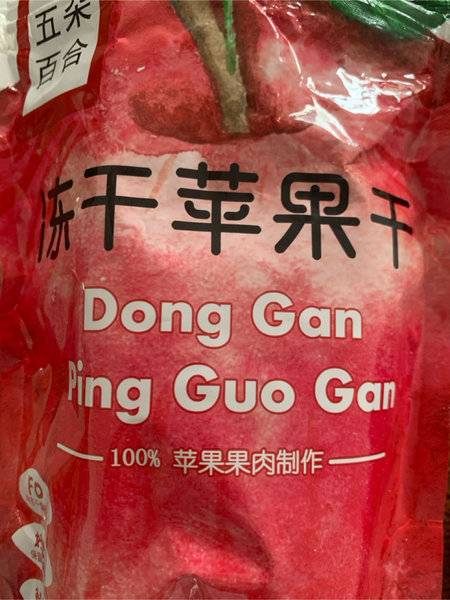 五朵
百合
冻干苹果干
Dong Gan
Ping Guo Gan
100% 苹果果肉制作
FD